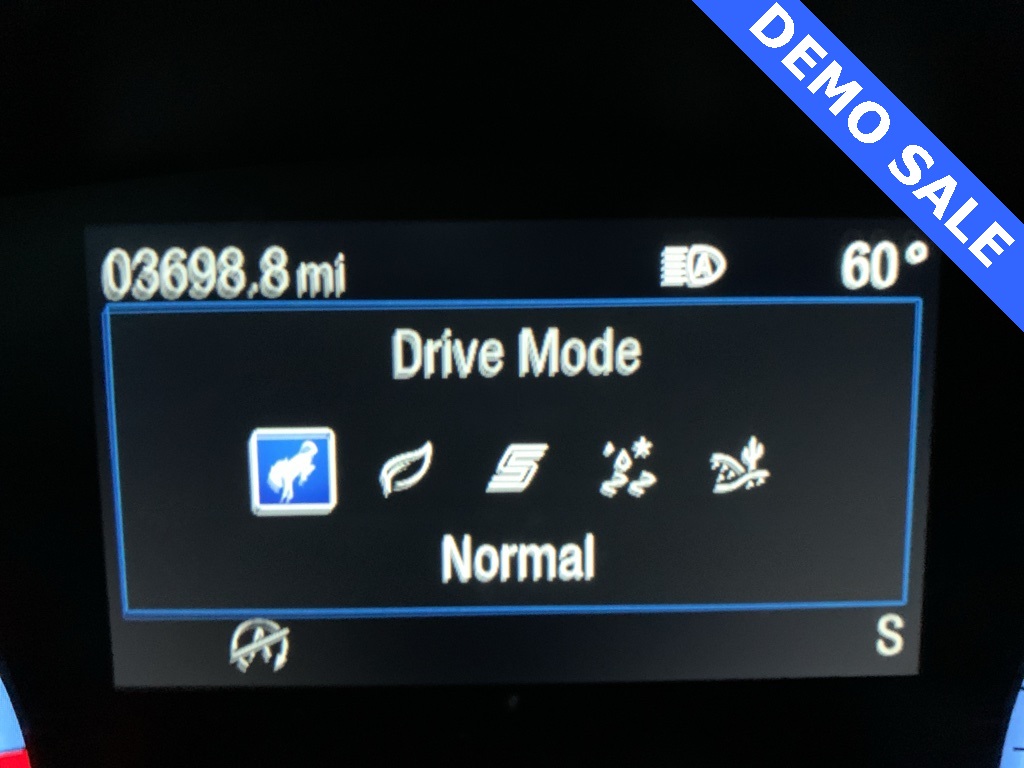 DEMO SALE
03698.8 mi
A
60°
Drive Mode
Normal
A
S